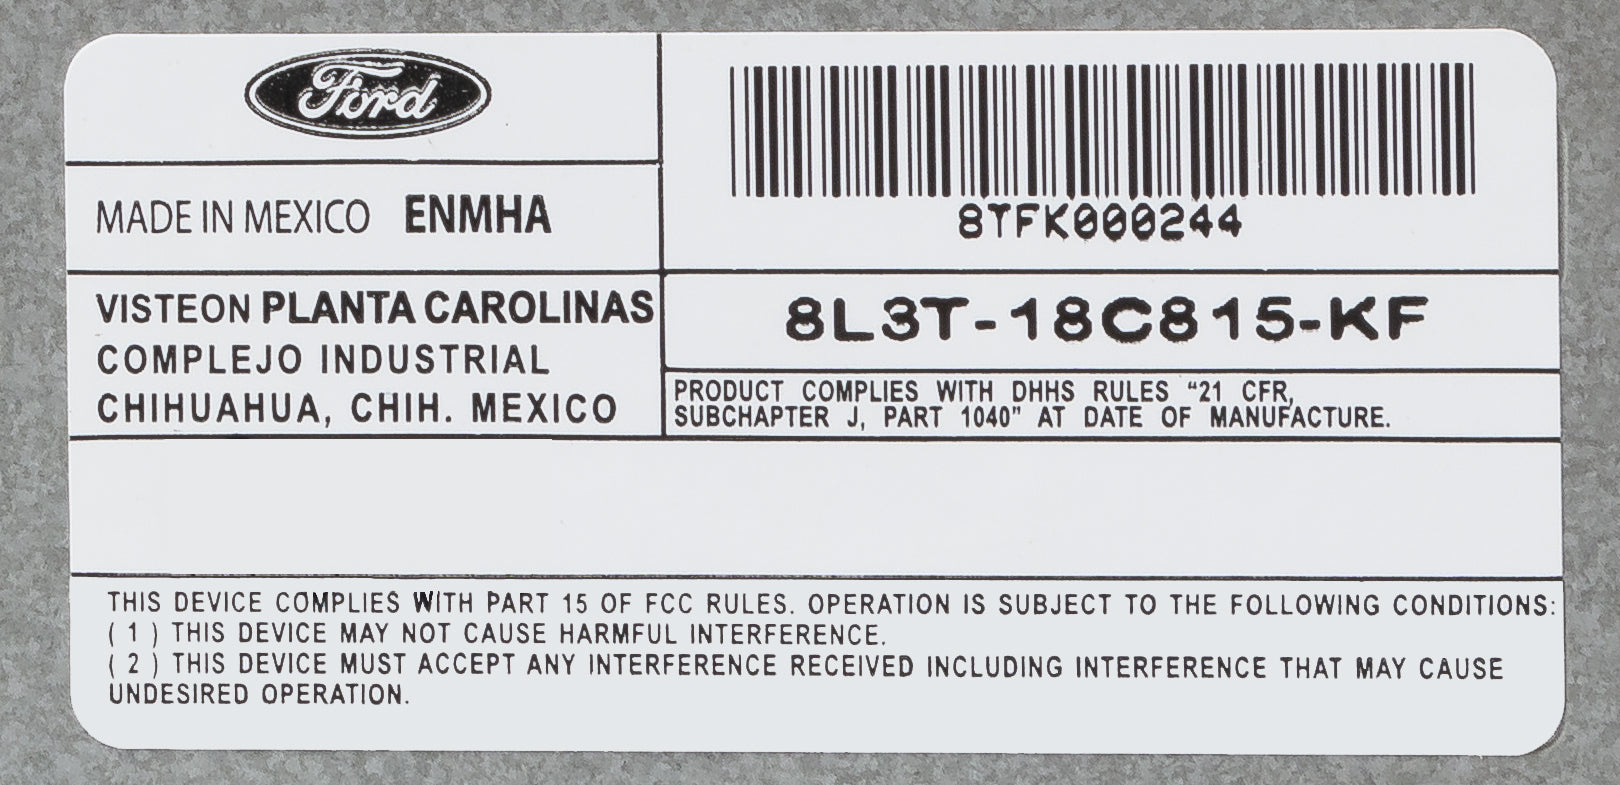 Ford
MADE IN MEXICO ENMHA
VISTEON PLANTA CAROLINAS
COMPLEJO INDUSTRIAL
CHIHUAHUA, CHIH. MEXICO
8TFK000244
8L3T-18C815-KF
PRODUCT COMPLIES WITH DHHS RULES “21 CFR,
SUBCHAPTER J, PART 1040” AT DATE OF MANUFACTURE.
THIS DEVICE COMPLIES WITH PART 15 OF FCC RULES. OPERATION IS SUBJECT TO THE FOLLOWING CONDITIONS:
( 1 ) THIS DEVICE MAY NOT CAUSE HARMFUL INTERFERENCE.
( 2 ) THIS DEVICE MUST ACCEPT ANY INTERFERENCE RECEIVED INCLUDING INTERFERENCE THAT MAY CAUSE
UNDESIRED OPERATION.